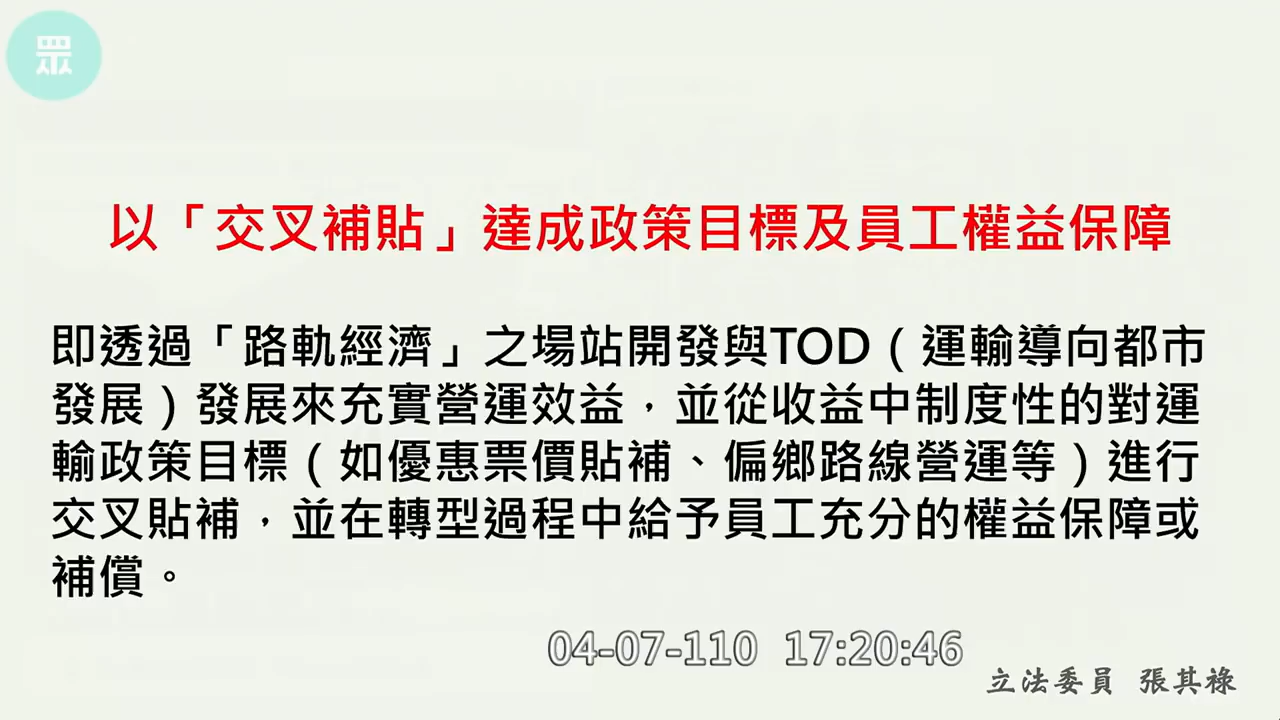 眾
以「交叉補貼」達成政策目標及員工權益保障
即透過「路軌經濟」之場站開發與TOD（運輸導向都市
發展）發展來充實營運效益，並從收益中制度性的對運
輸政策目標（如優惠票價貼補、偏鄉路線營運等）進行
交叉貼補，並在轉型過程中給予員工充分的權益保障或
補償。
04-07-110 17:20:46
立法委員 張其祿